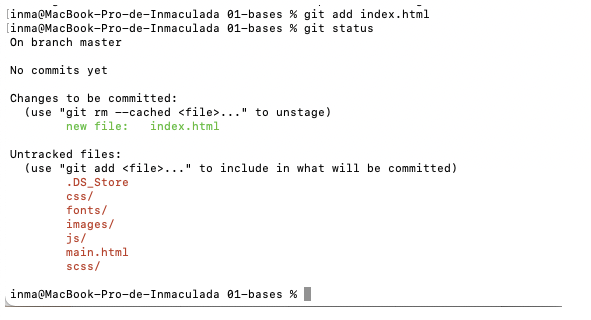 [inma@MacBook-Pro-de-Inmaculada 01-bases % git add index.html
[inma@MacBook-Pro-de-Inmaculada 01-bases % git status
On branch master
No commits yet
Changes to be committed:
(use "git rm --cached <file>..." to unstage)
new file:   index.html
Untracked files:
(use "git add <file>..." to include in what will be committed)
.DS_Store
css/
fonts/
images/
js/
main.html
scss/
inma@MacBook-Pro-de-Inmaculada 01-bases %